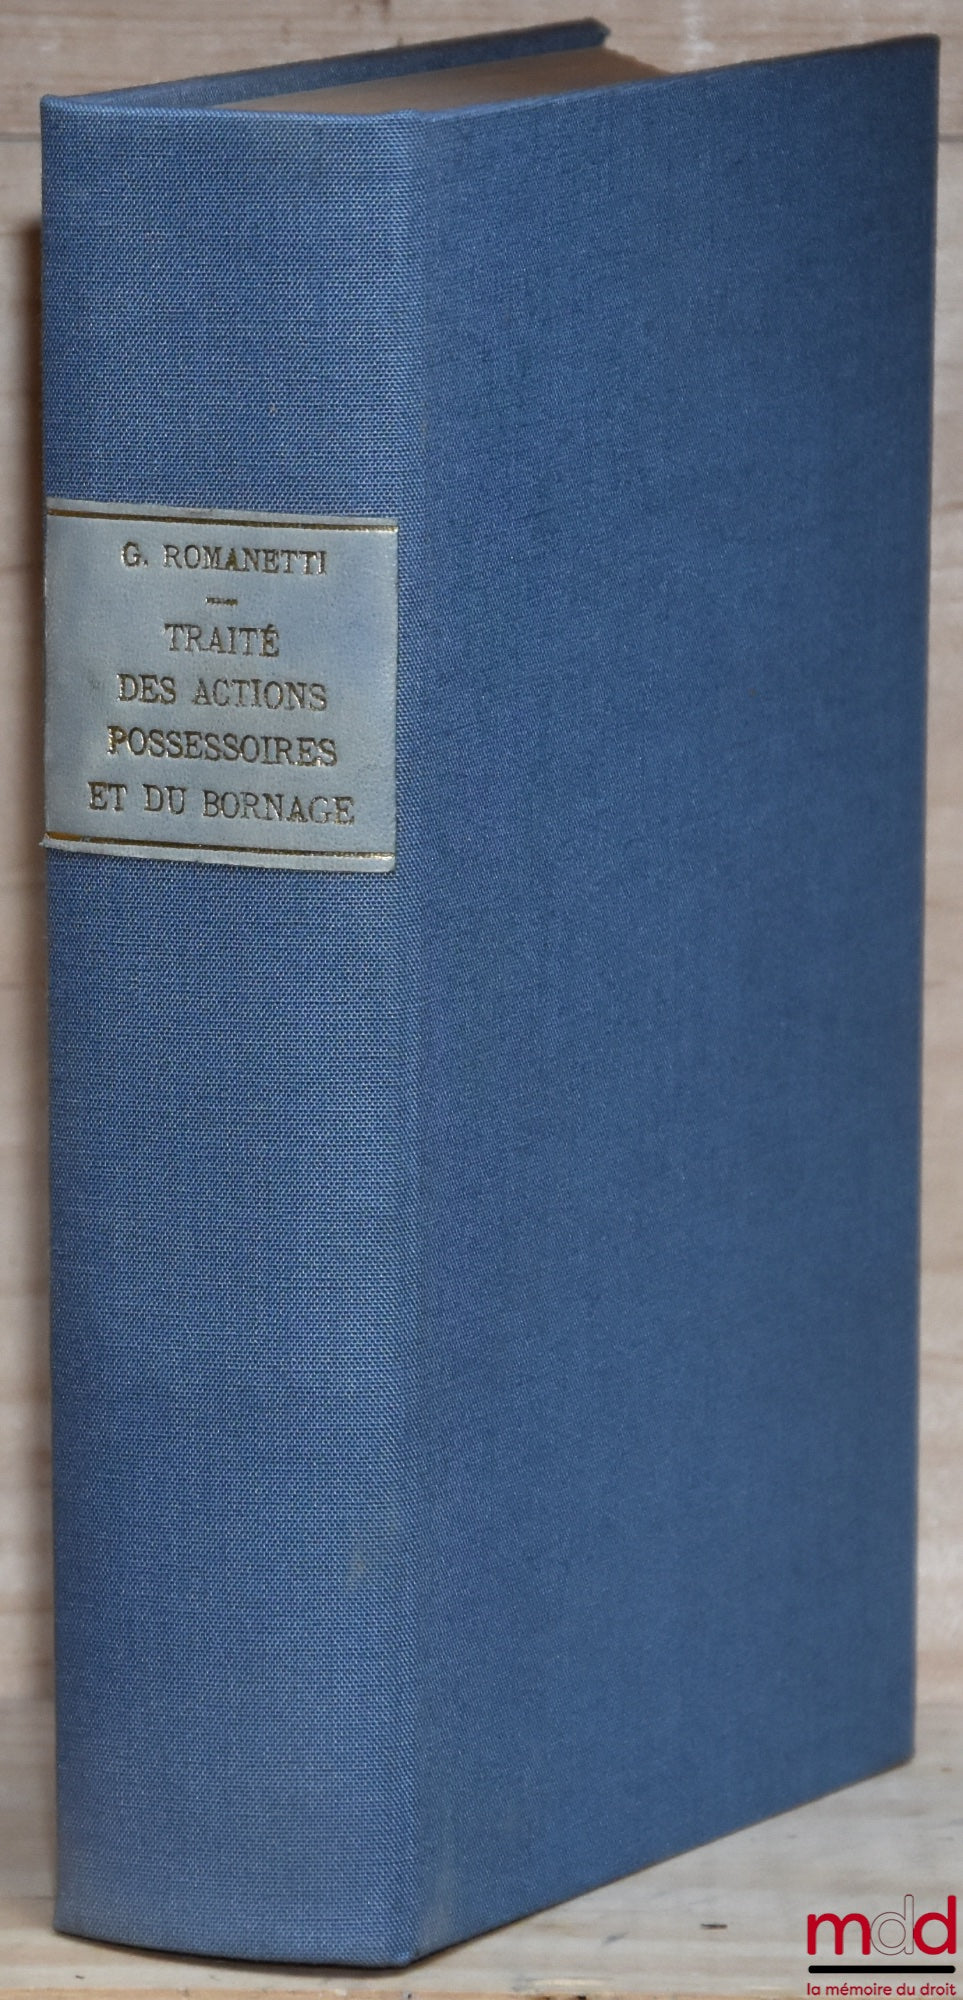 G. ROMANETTI
TRAITÉ
DES ACTIONS
POSSESSOIRES
ET DU BORNAGE
mdd
la mémoire du droit